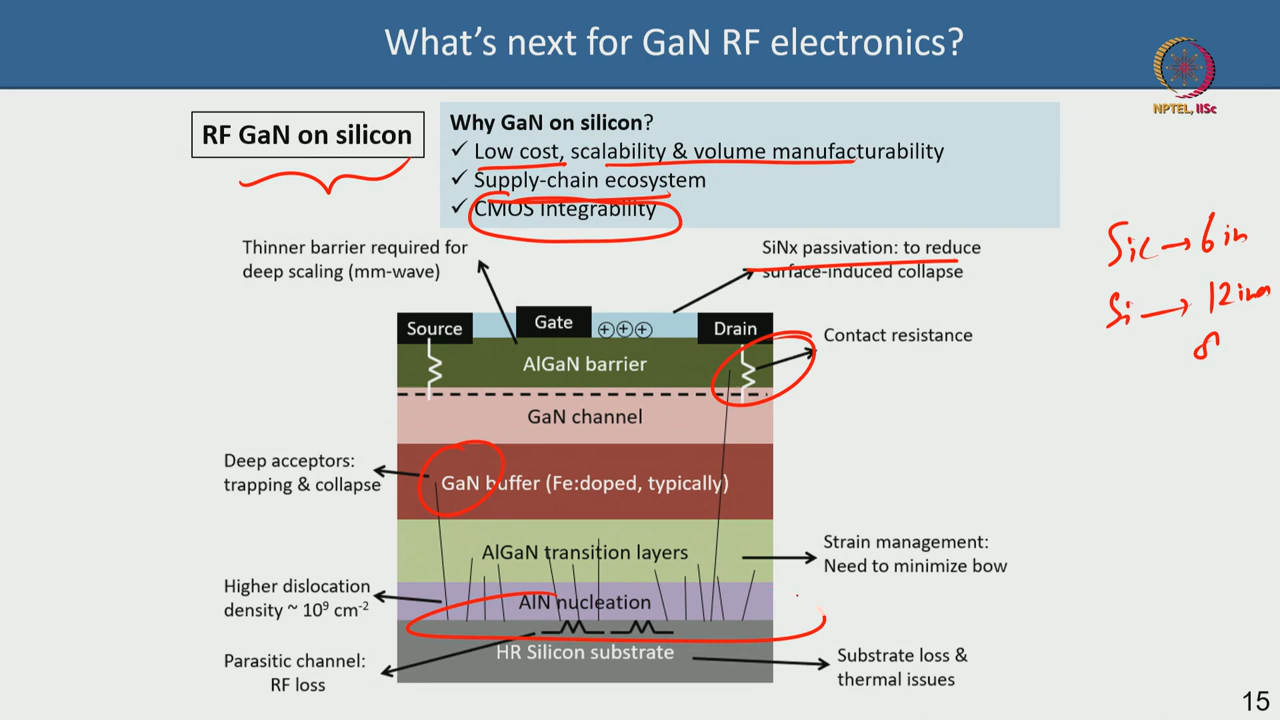 What's next for GaN RF electronics?
NPTEL, IISc
RF GaN on silicon
Why GaN on silicon?
✓ Low cost, scalability & volume manufacturability
✓ Supply-chain ecosystem
✓ CMOS Integrability
Thinner barrier required for
deep scaling (mm-wave)
SiNx passivation: to reduce
surface-induced collapse
SiC → 6 in
Si → 12 inch
8
Source
Gate
+++
Drain
AlGaN barrier
Contact resistance
GaN channel
Deep acceptors:
trapping & collapse
GaN buffer (Fe:doped, typically)
AlGaN transition layers
Strain management:
Need to minimize bow
Higher dislocation
density ~ 10⁹ cm⁻²
AlN nucleation
HR Silicon substrate
Parasitic channel:
RF loss
Substrate loss &
thermal issues
15